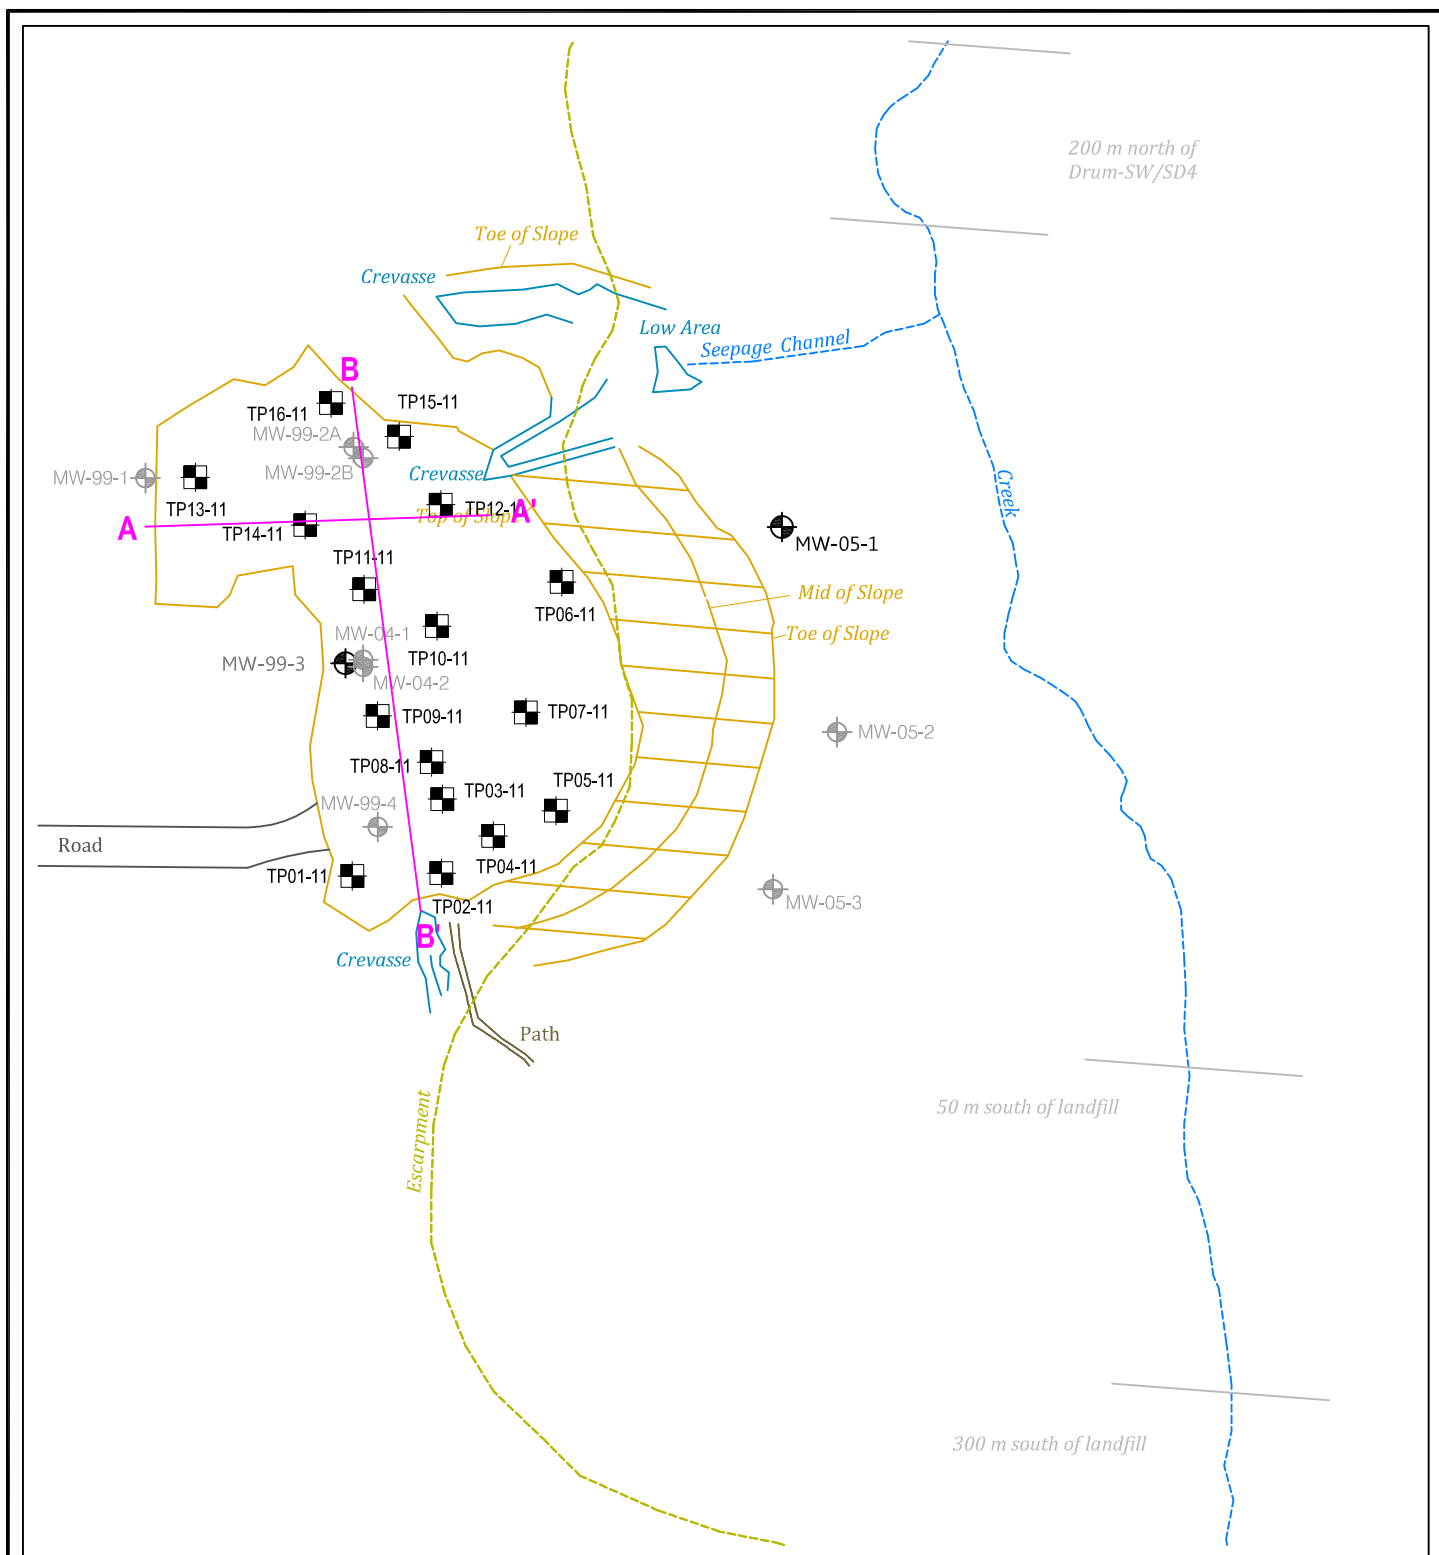 200 m north of
Drum-SW/SD4
Toe of Slope
Crevasse
Low Area
Seepage Channel
B
TP16-11
TP15-11
MW-99-2A
MW-99-2B
MW-99-1
Crevasse
TP13-11
TP12-1
A
A'
Top of Slope
TP14-11
MW-05-1
Creek
TP11-11
TP06-11
Mid of Slope
Toe of Slope
MW-04-1
TP10-11
MW-99-3
MW-04-2
TP09-11
TP07-11
MW-05-2
TP08-11
TP05-11
TP03-11
MW-99-4
Road
TP04-11
TP01-11
MW-05-3
TP02-11
B'
Crevasse
Path
Escarpment
50 m south of landfill
300 m south of landfill